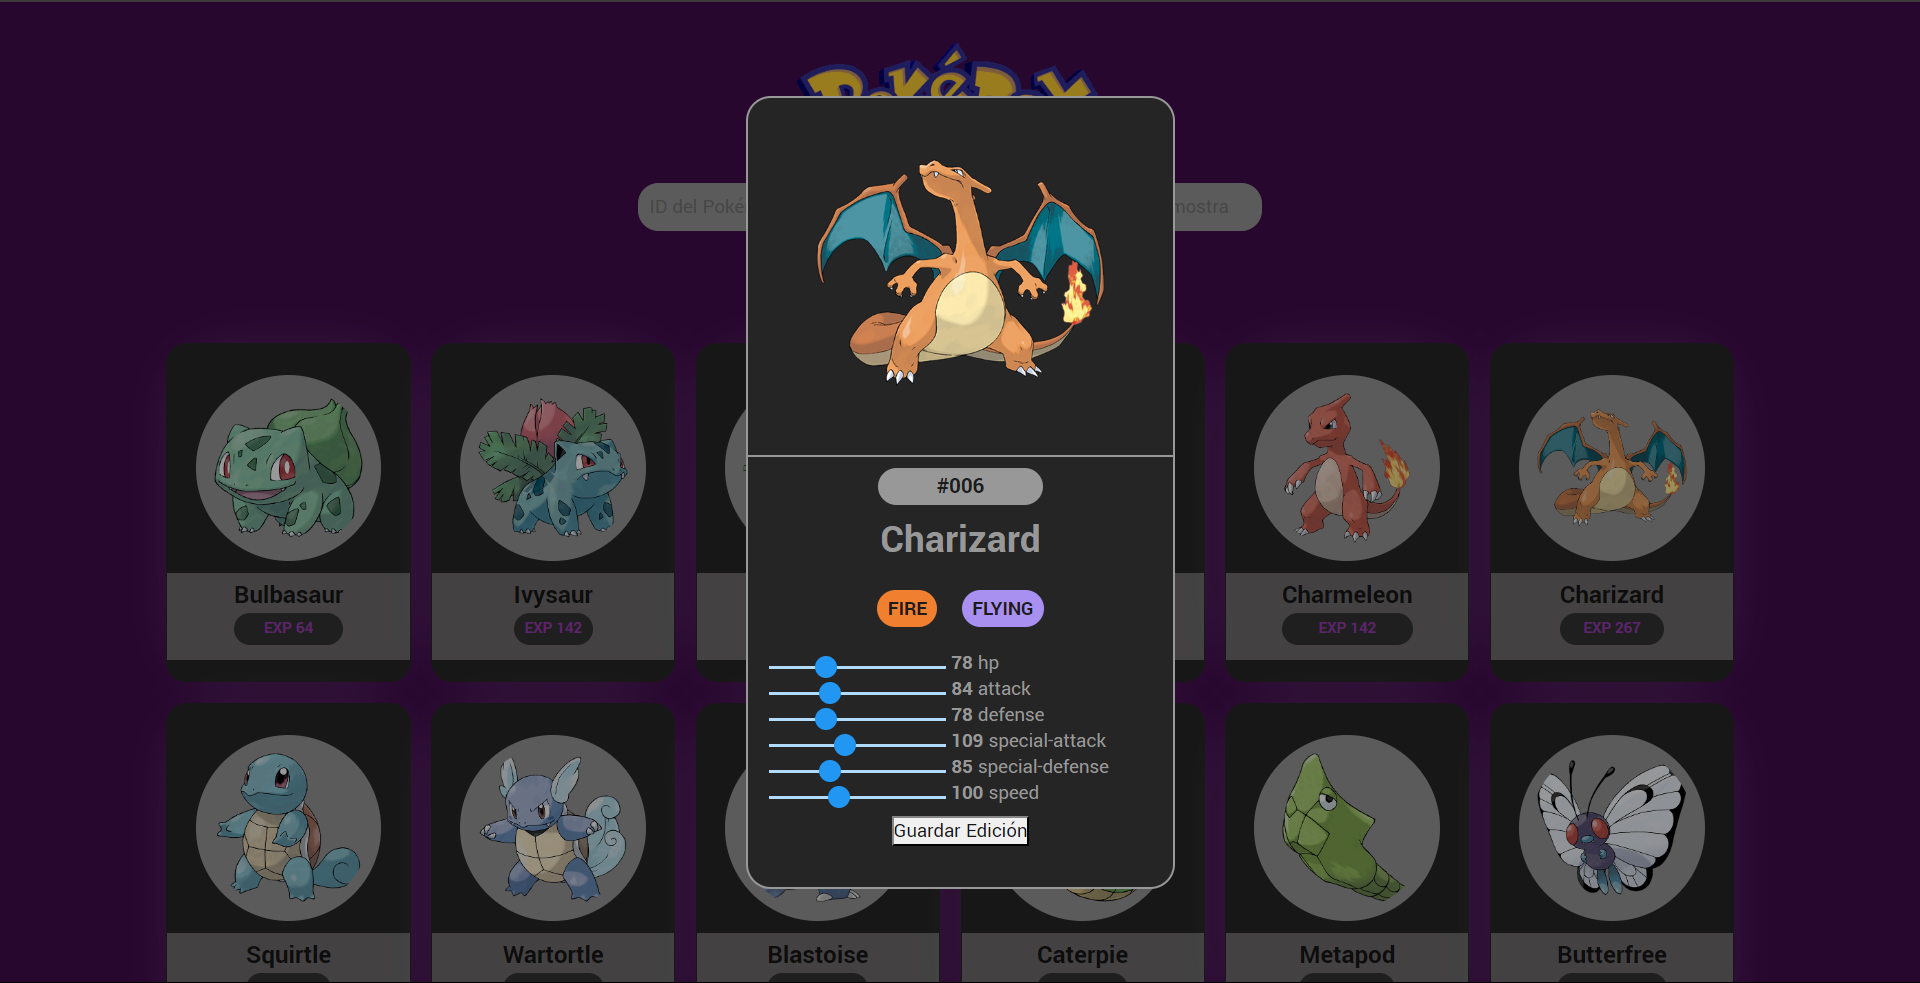 PokéDex
ID del Poké
mostra
#006
Charizard
FIRE FLYING
78 hp
84 attack
78 defense
109 special-attack
85 special-defense
100 speed
Guardar Edición
Bulbasaur
EXP 64
Ivysaur
EXP 142
Charmeleon
EXP 142
Charizard
EXP 267
Squirtle
Wartortle
Blastoise
Caterpie
Metapod
Butterfree